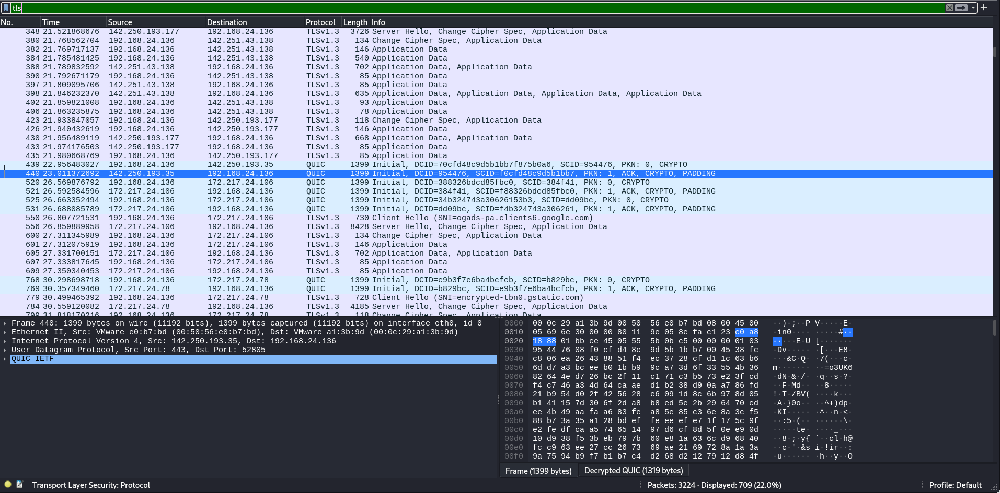 tls
No. Time Source Destination Protocol Length Info
348 21.521868676 142.250.193.177 192.168.24.136 TLSv1.3 3726 Server Hello, Change Cipher Spec, Application Data
380 21.768562704 192.168.24.136 142.251.43.138 TLSv1.3 134 Change Cipher Spec, Application Data
382 21.769717137 192.168.24.136 142.251.43.138 TLSv1.3 146 Application Data
384 21.785481425 192.168.24.136 142.251.43.138 TLSv1.3 540 Application Data
388 21.789832592 142.251.43.138 192.168.24.136 TLSv1.3 702 Application Data, Application Data
390 21.792671179 192.168.24.136 142.251.43.138 TLSv1.3 85 Application Data
397 21.809095706 142.251.43.138 192.168.24.136 TLSv1.3 85 Application Data
398 21.846232370 142.251.43.138 192.168.24.136 TLSv1.3 635 Application Data, Application Data, Application Data, Application Data
402 21.859821008 192.168.24.136 142.251.43.138 TLSv1.3 93 Application Data
406 21.863235875 192.168.24.136 142.251.43.138 TLSv1.3 78 Application Data
423 21.933847057 192.168.24.136 142.250.193.177 TLSv1.3 118 Change Cipher Spec, Application Data
426 21.940432619 192.168.24.136 142.250.193.177 TLSv1.3 146 Application Data
430 21.956489119 142.250.193.177 192.168.24.136 TLSv1.3 668 Application Data, Application Data
433 21.974176503 142.250.193.177 192.168.24.136 TLSv1.3 85 Application Data
435 21.980668769 192.168.24.136 142.250.193.177 TLSv1.3 85 Application Data
439 22.956483027 192.168.24.136 142.250.193.35 QUIC 1399 Initial, DCID=70cfd48c9d5b1bb7f875b0a6, SCID=954476, PKN: 0, CRYPTO
440 23.011372692 142.250.193.35 192.168.24.136 QUIC 1399 Initial, DCID=954476, SCID=f0cfd48c9d5b1bb7, PKN: 1, ACK, CRYPTO, PADDING
520 26.569876792 192.168.24.136 172.217.24.106 QUIC 1399 Initial, DCID=388326bdcd85fbc0, SCID=384f41, PKN: 0, CRYPTO
521 26.592584596 172.217.24.106 192.168.24.136 QUIC 1399 Initial, DCID=384f41, SCID=f88326bdcd85fbc0, PKN: 1, ACK, CRYPTO, PADDING
525 26.663352494 192.168.24.136 172.217.24.106 QUIC 1399 Initial, DCID=34b324743a30626153b3, SCID=dd09bc, PKN: 0, CRYPTO
531 26.688085789 172.217.24.106 192.168.24.136 QUIC 1399 Initial, DCID=dd09bc, SCID=f4b324743a306261, PKN: 1, ACK, CRYPTO, PADDING
550 26.807721531 192.168.24.136 172.217.24.106 TLSv1.3 730 Client Hello (SNI=ogads-pa.clients6.google.com)
556 26.859889958 172.217.24.106 192.168.24.136 TLSv1.3 8428 Server Hello, Change Cipher Spec, Application Data
600 27.311345989 192.168.24.136 172.217.24.106 TLSv1.3 134 Change Cipher Spec, Application Data
601 27.312075919 192.168.24.136 172.217.24.106 TLSv1.3 146 Application Data
605 27.331700151 172.217.24.106 192.168.24.136 TLSv1.3 702 Application Data, Application Data
607 27.333817645 192.168.24.136 172.217.24.106 TLSv1.3 85 Application Data
609 27.350340453 172.217.24.106 192.168.24.136 TLSv1.3 85 Application Data
768 30.298698718 192.168.24.136 172.217.24.78 QUIC 1399 Initial, DCID=c9b3f7e6ba4bcfcb, SCID=b829bc, PKN: 0, CRYPTO
769 30.357349460 172.217.24.78 192.168.24.136 QUIC 1399 Initial, DCID=b829bc, SCID=e9b3f7e6ba4bcfcb, PKN: 1, ACK, CRYPTO, PADDING
779 30.499465392 192.168.24.136 172.217.24.78 TLSv1.3 728 Client Hello (SNI=encrypted-tbn0.gstatic.com)
784 30.559120082 172.217.24.78 192.168.24.136 TLSv1.3 4185 Server Hello, Change Cipher Spec, Application Data
799 31.818170216 192.168.24.136 172.217.24.78 TLSv1.3 118 Change Cipher Spec, Application Data
Frame 440: 1399 bytes on wire (11192 bits), 1399 bytes captured (11192 bits) on interface eth0, id 0
Ethernet II, Src: VMware_e0:b7:bd (00:50:56:e0:b7:bd), Dst: VMware_a1:3b:9d (00:0c:29:a1:3b:9d)
Internet Protocol Version 4, Src: 142.250.193.35, Dst: 192.168.24.136
User Datagram Protocol, Src Port: 443, Dst Port: 52805
QUIC IETF
0000 00 0c 29 a1 3b 9d 00 50 56 e0 b7 bd 08 00 45 00 ··)·;··P V·····E·
0010 05 69 6e 30 00 00 80 11 9e 05 8e fa c1 23 c0 a8 ·in0···· ·····#··
0020 18 88 01 bb ce 45 05 55 5b 0b c5 00 00 00 01 03 ·····E·U [·······
0030 95 44 76 08 f0 cf d4 8c 9d 5b 1b b7 00 45 38 fc ·Dv····· ·[···E8·
0040 c8 06 ea 26 43 88 51 f4 ec 37 28 cf d1 1c 63 b6 ···&C·Q· ·7(···c·
0050 6d d7 a3 bc ee b0 1b b9 9c a7 3d 6f 33 55 4b 36 m······· ··=o3UK6
0060 82 64 4e d7 26 bc 2f 11 c1 71 c3 b5 73 e2 3f cd ·dN·&·/· ·q··s·?·
0070 f4 c7 46 a3 4d 64 ca ae d1 b2 38 d9 0a a7 86 fd ··F·Md·· ··8·····
0080 21 b9 54 d0 2f 42 56 28 e6 09 1d 8c 6b 97 8d 05 !·T·/BV( ····k···
0090 b1 41 15 7d 30 6f 2d a8 b8 ed 5e 2b 29 64 70 cd ·A·}0o-· ··^+)dp·
00a0 ee 4b 49 aa fa a6 83 fe a8 5e 85 c3 6e 8a 3c f5 ·KI····· ·^··n·<·
00b0 88 b7 3a 35 a1 28 bd ef fe ee ef e7 1f 17 5c 9f ··:5·(·· ······\·
00c0 e2 fe df ca a5 74 65 14 97 d6 cf 8d 5f 0e e9 0d ·····te· ····_···
00d0 10 d9 38 f5 3b eb 79 7b 60 e8 1a 63 6c d9 68 40 ··8·;·y{ `··cl·h@
00e0 fc c9 63 ee 27 cc 26 73 69 ae 21 69 72 8a 1a 3a ··c·'·&s i·!ir··:
00f0 9a 75 94 b9 f7 b1 b7 c4 d2 68 d2 12 79 12 d8 4f ·u······ ·h··y··O
Frame (1399 bytes) Decrypted QUIC (1319 bytes)
Transport Layer Security: Protocol Packets: 3224 · Displayed: 709 (22.0%) Profile: Default